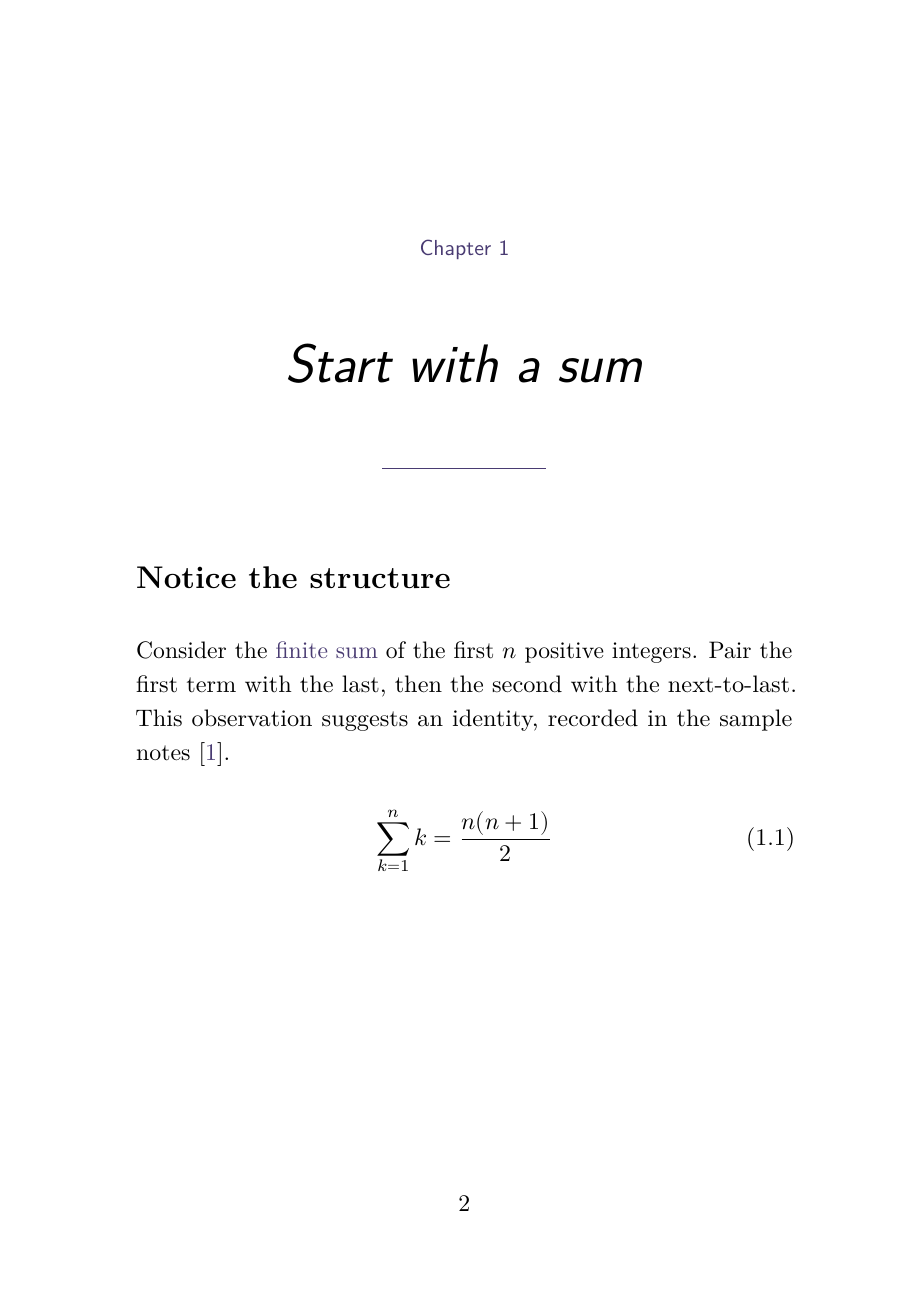 Chapter 1
Start with a sum
Notice the structure
Consider the finite sum of the first n positive integers. Pair the
first term with the last, then the second with the next-to-last.
This observation suggests an identity, recorded in the sample
notes [1].
∑_{k=1}^{n} k = n(n + 1)/2 (1.1)
2